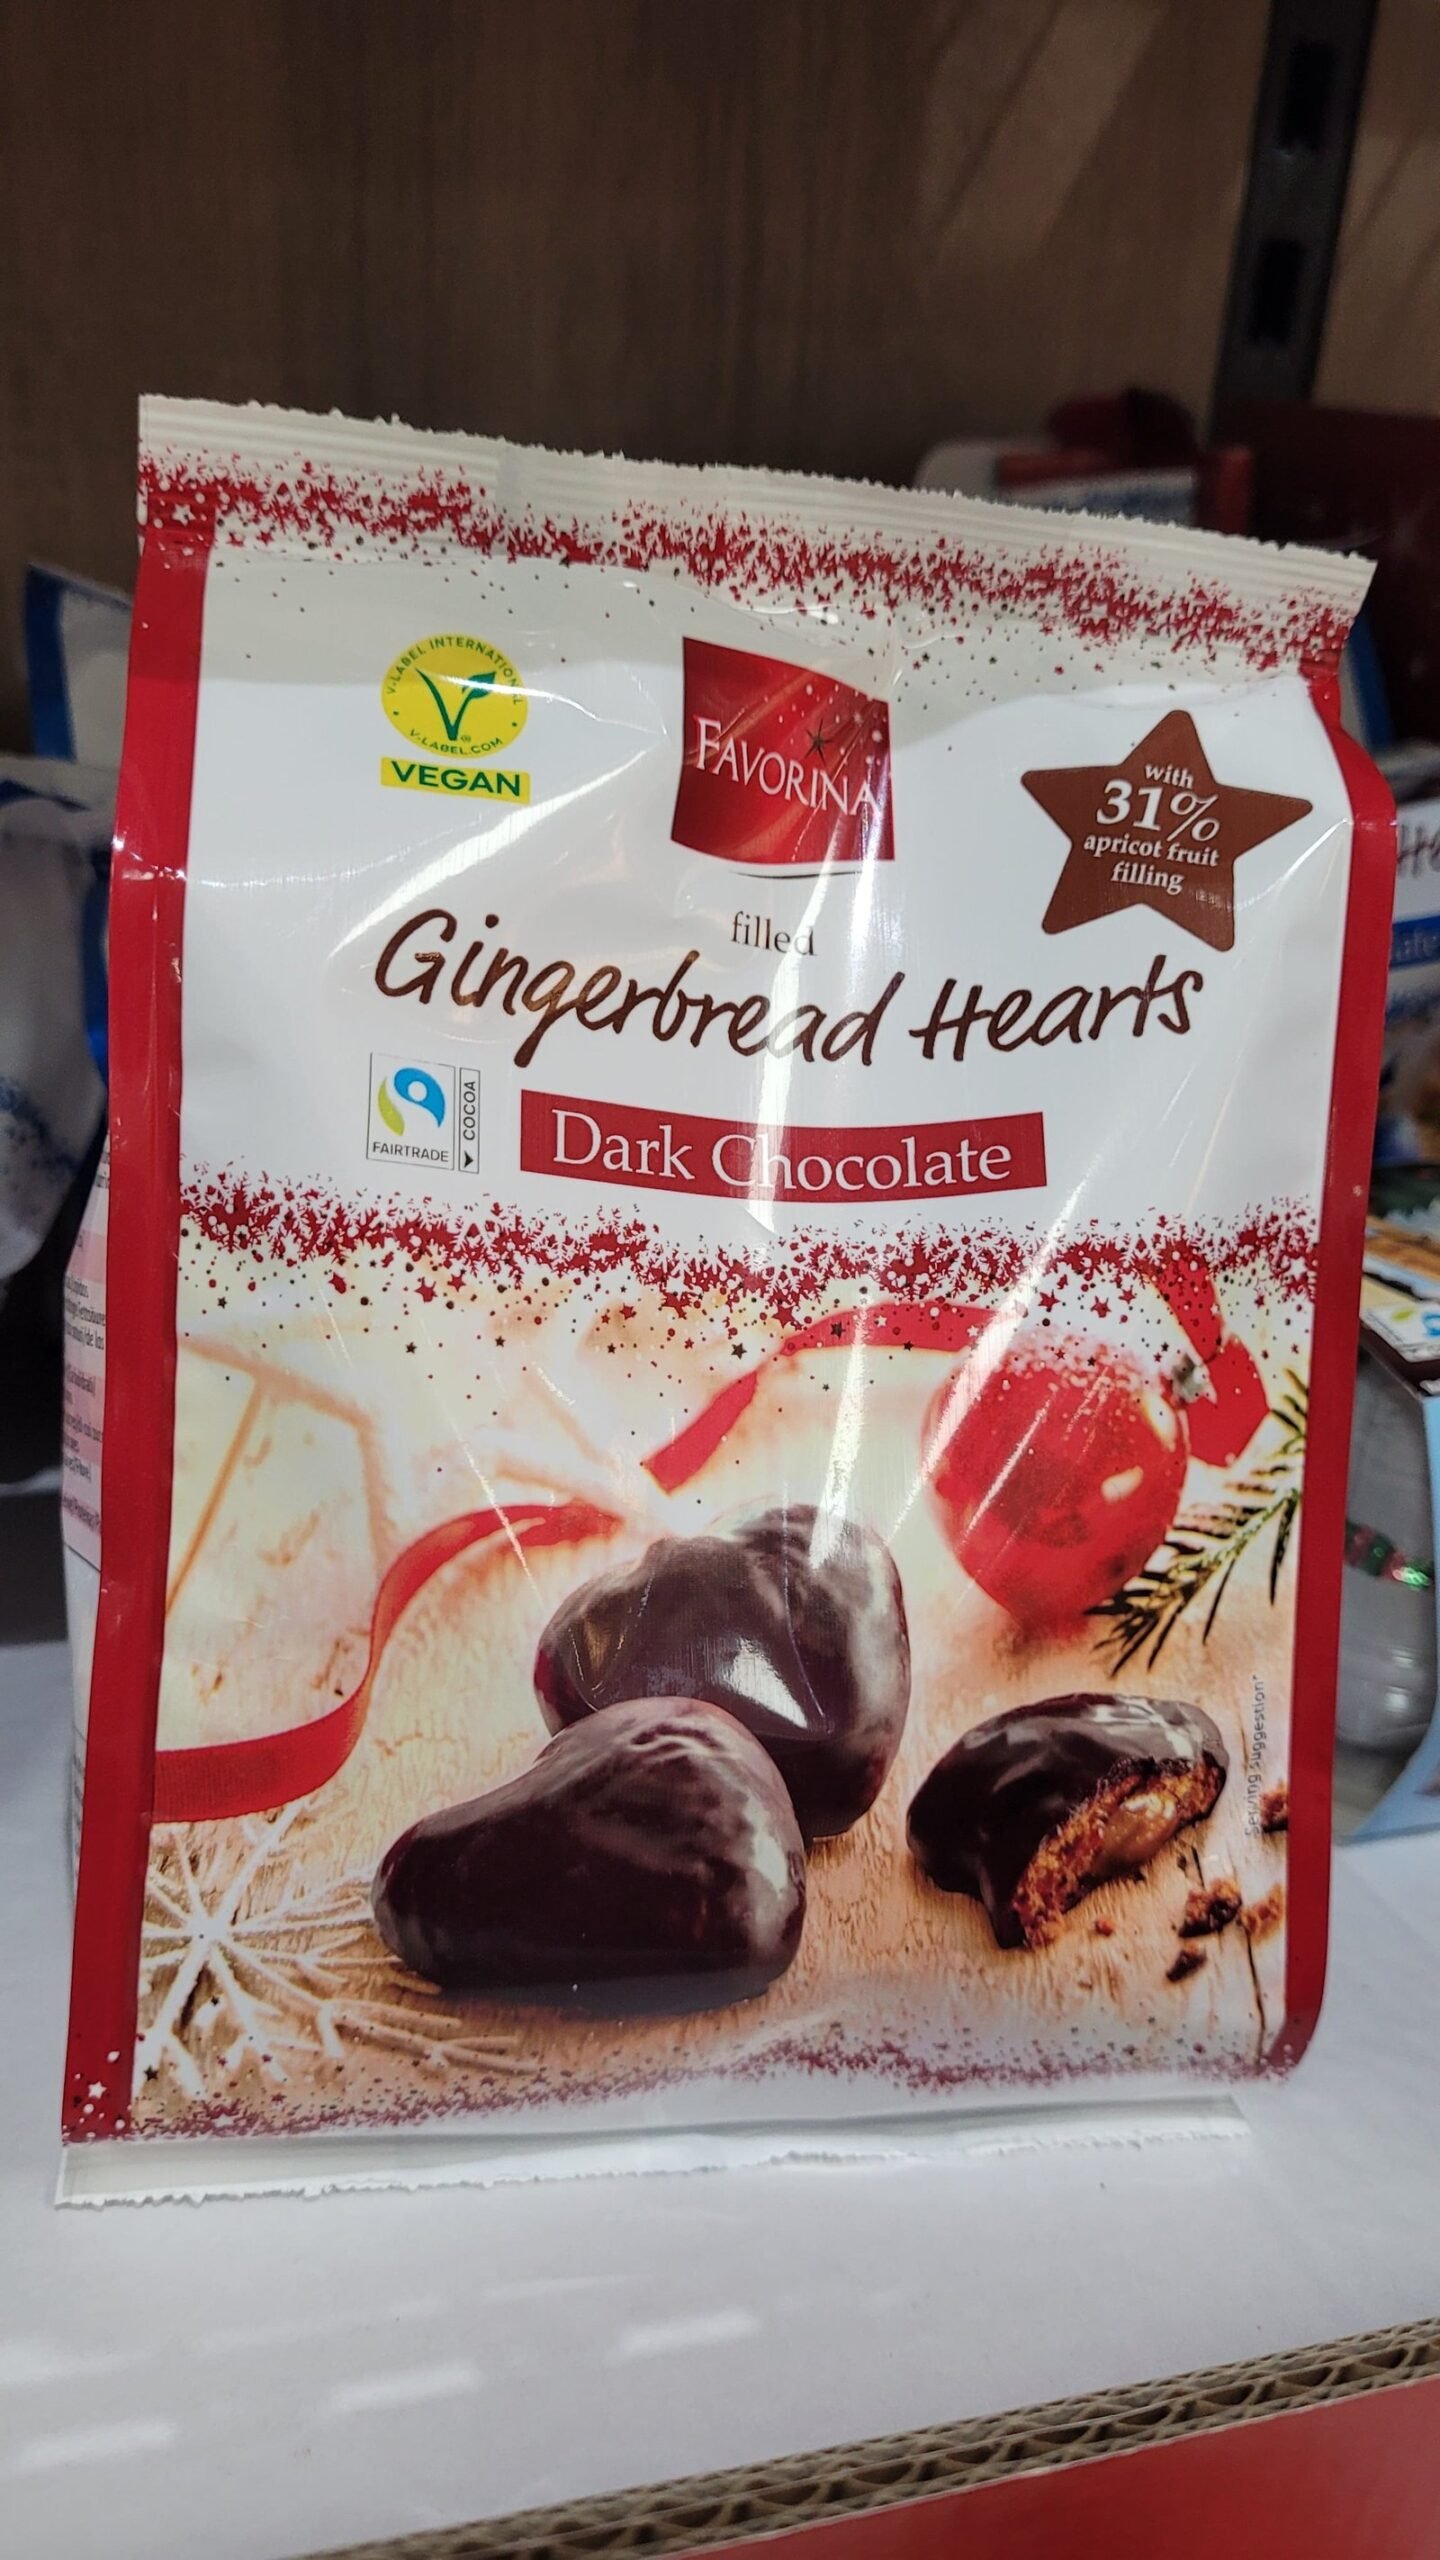 V-LABEL INTERNATIONAL
V-LABEL.COM
VEGAN
FAVORINA
with
31%
apricot fruit
filling
filled
Gingerbread Hearts
FAIRTRADE
COCOA
Dark Chocolate
Serving suggestion